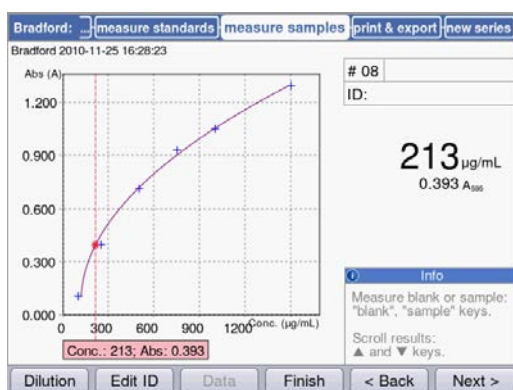 Bradford: ... measure standards measure samples print & export new series
Bradford 2010-11-25 16:28:23
Abs (A)
1.200
0.900
0.600
0.300
0.000
0 300 600 900 1200 Conc. (µg/mL)
Conc.: 213; Abs: 0.393
# 08
ID:
213 µg/mL
0.393 A₅₉₅
Info
Measure blank or sample:
"blank", "sample" keys.
Scroll results:
▲ and ▼ keys.
Dilution Edit ID Data Finish < Back Next >